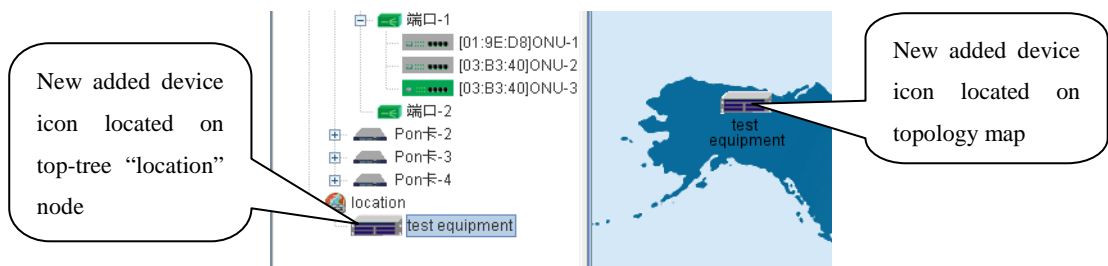 New added device
icon located on
top-tree “location”
node
端口-1
[01:9E:D8]ONU-1
[03:B3:40]ONU-2
[03:B3:40]ONU-3
端口-2
Pon卡-2
Pon卡-3
Pon卡-4
location
test equipment
test
equipment
New added device
icon located on
topology map